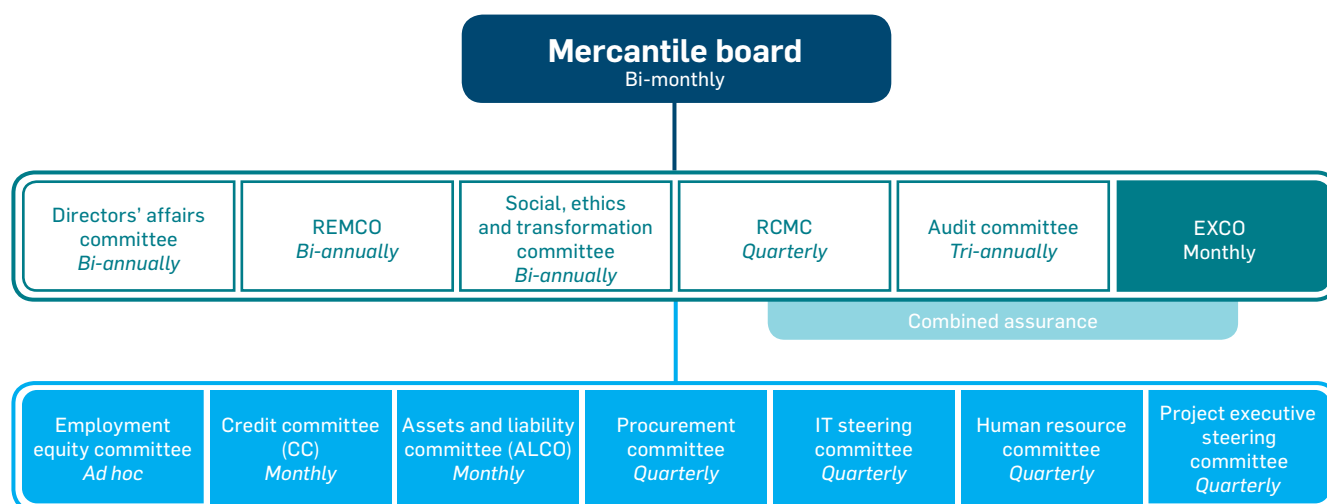 Mercantile board
Bi-monthly
Directors’ affairs
committee
Bi-annually
REMCO
Bi-annually
Social, ethics
and transformation
committee
Bi-annually
RCMC
Quarterly
Audit committee
Tri-annually
EXCO
Monthly
Combined assurance
Employment
equity committee
Ad hoc
Credit committee
(CC)
Monthly
Assets and liability
committee (ALCO)
Monthly
Procurement
committee
Quarterly
IT steering
committee
Quarterly
Human resource
committee
Quarterly
Project executive
steering
committee
Quarterly